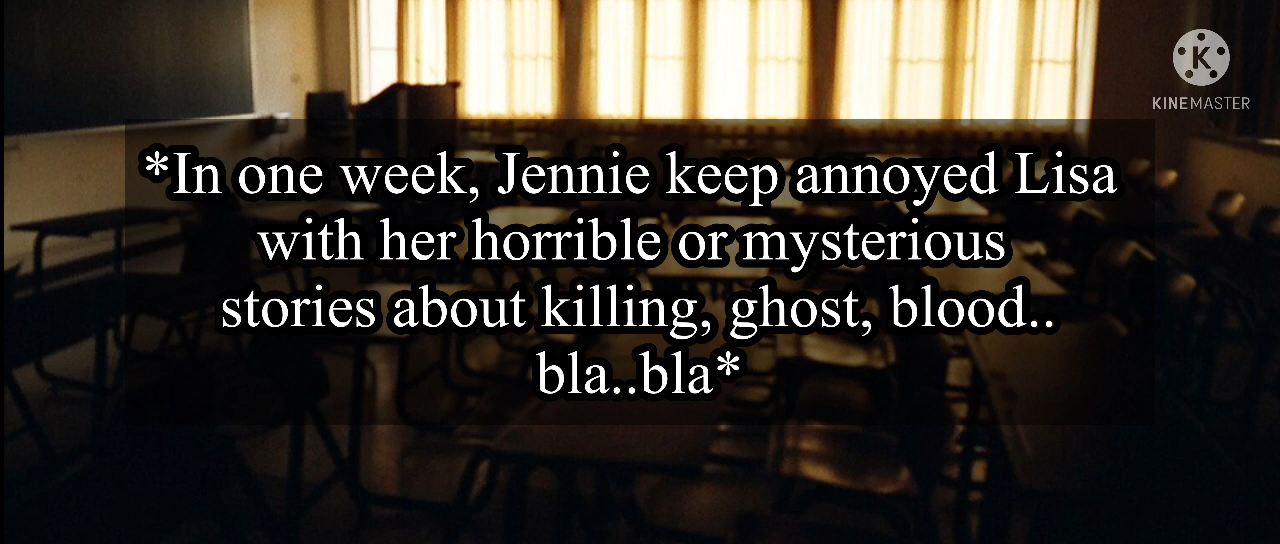 KINEMASTER
*In one week, Jennie keep annoyed Lisa
with her horrible or mysterious
stories about killing, ghost, blood..
bla..bla*